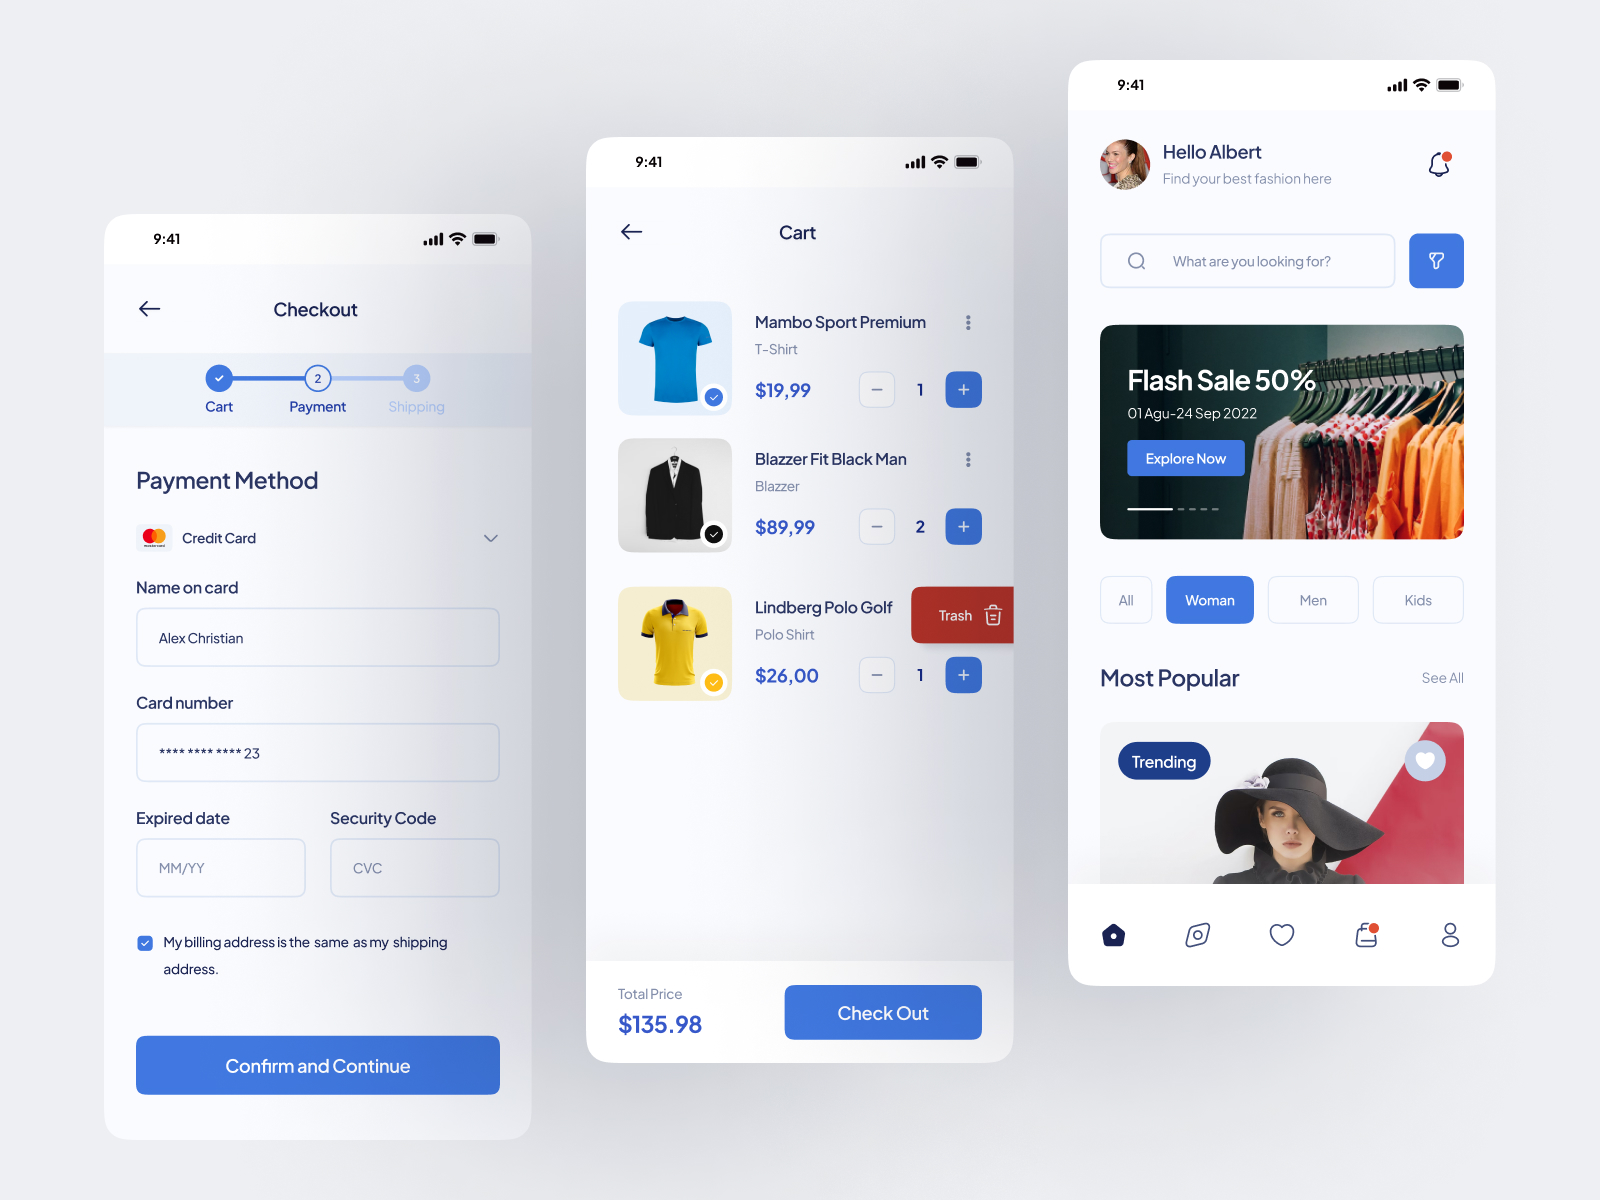 9:41
Checkout
2
3
Cart
Payment
Shipping
Payment Method
Credit Card
Name on card
Alex Christian
Card number
**** **** **** 23
Expired date
Security Code
MM/YY
CVC
My billing address is the same as my shipping
address.
Confirm and Continue
9:41
Cart
Mambo Sport Premium
T-Shirt
$19,99
1
Blazzer Fit Black Man
Blazzer
$89,99
2
Lindberg Polo Golf
Polo Shirt
Trash
$26,00
1
Total Price
$135.98
Check Out
9:41
Hello Albert
Find your best fashion here
What are you looking for?
Flash Sale 50%
01 Agu-24 Sep 2022
Explore Now
All
Woman
Men
Kids
Most Popular
See All
Trending